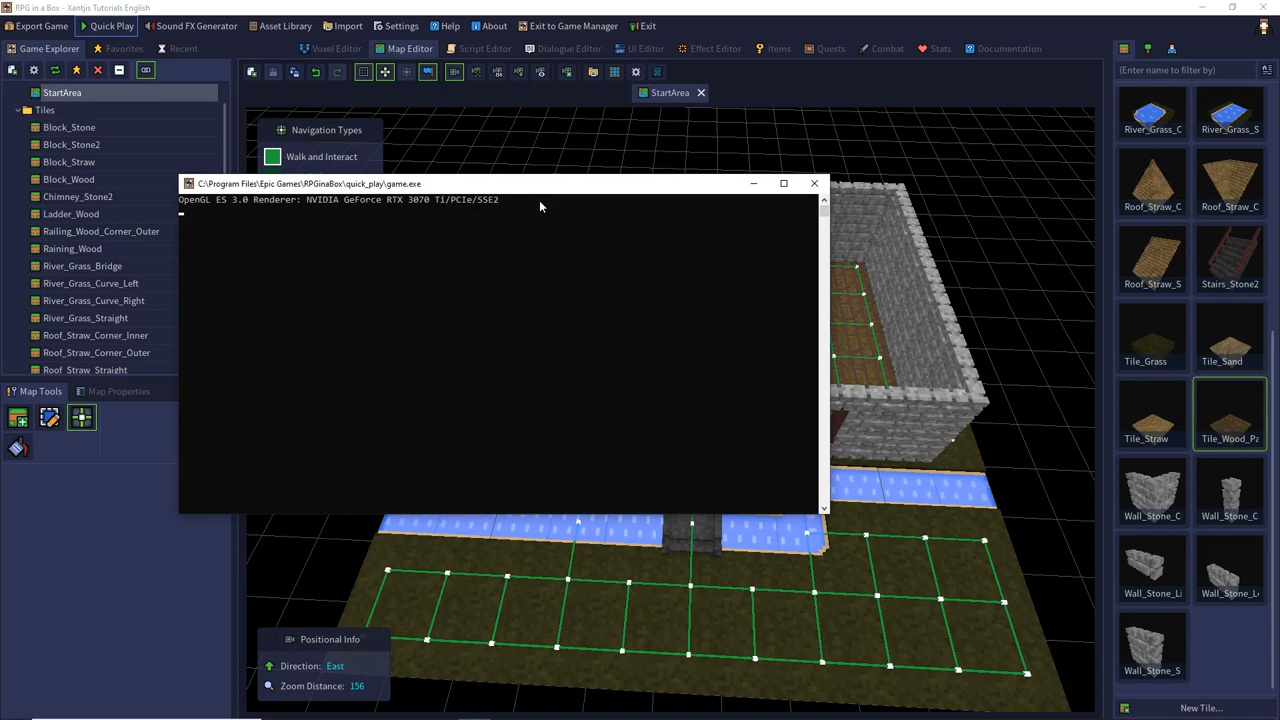 RPG in a Box - Xantjis Tutorials English
Export Game Quick Play Sound FX Generator Asset Library Import Settings Help About Exit to Game Manager Exit
Game Explorer Favorites Recent Voxel Editor Map Editor Script Editor Dialogue Editor UI Editor Effect Editor Items Quests Combat Stats Documentation
(Enter name to filter by)
StartArea
StartArea
Tiles
Block_Stone
Block_Stone2
Block_Straw
Block_Wood
Chimney_Stone2
Ladder_Wood
Railing_Wood_Corner_Outer
Raining_Wood
River_Grass_Bridge
River_Grass_Curve_Left
River_Grass_Curve_Right
River_Grass_Straight
Roof_Straw_Corner_Inner
Roof_Straw_Corner_Outer
Roof_Straw_Straight
Map Tools Map Properties
Navigation Types
Walk and Interact
C:\Program Files\Epic Games\RPGinaBox\quick_play\game.exe
OpenGL ES 3.0 Renderer: NVIDIA GeForce RTX 3070 Ti/PCIe/SSE2
Positional Info
Direction: East
Zoom Distance: 156
River_Grass_C River_Grass_S
Roof_Straw_C Roof_Straw_C
Roof_Straw_S Stairs_Stone2
Tile_Grass Tile_Sand
Tile_Straw Tile_Wood_Pa
Wall_Stone_C Wall_Stone_C
Wall_Stone_Li Wall_Stone_Lo
Wall_Stone_S
New Tile...